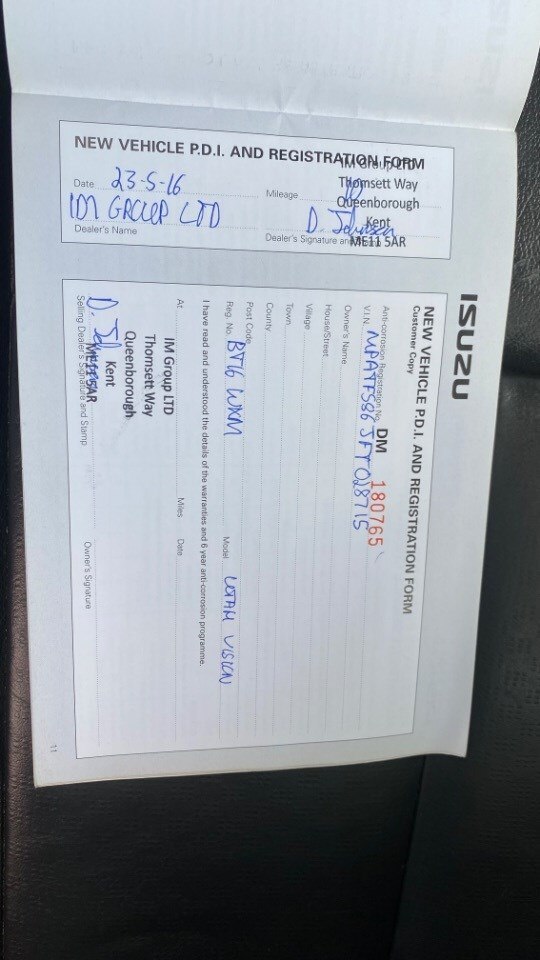 NEW VEHICLE P.D.I. AND REGISTRATION FORM
Date 23-5-16
Mileage
IM GROUP LTD
Dealer's Name
D. Johnson
Dealer's Signature and
IM Group Ltd
Thomsett Way
Queenborough
Kent
ME11 5AR
ISUZU
NEW VEHICLE P.D.I. AND REGISTRATION FORM
Customer Copy
Anti-corrosion Registration No. DM 180765
V.I.N. MPATFS86JFT028715
Owner's Name
House/Street
Village
Town
County
Post Code
Reg. No. BT16 Model UTAH VISION
I have read and understood the details of the warranties and 6 year anti-corrosion programme.
At Miles Date
IM Group LTD
Thomsett Way
Queenborough
Kent
ME11 5AR
Selling Dealer's Signature and Stamp
Owner's Signature
11